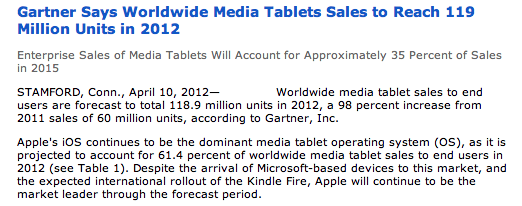 Gartner Says Worldwide Media Tablets Sales to Reach 119
Million Units in 2012
Enterprise Sales of Media Tablets Will Account for Approximately 35 Percent of Sales
in 2015
STAMFORD, Conn., April 10, 2012— Worldwide media tablet sales to end
users are forecast to total 118.9 million units in 2012, a 98 percent increase from
2011 sales of 60 million units, according to Gartner, Inc.
Apple's iOS continues to be the dominant media tablet operating system (OS), as it is
projected to account for 61.4 percent of worldwide media tablet sales to end users in
2012 (see Table 1). Despite the arrival of Microsoft-based devices to this market, and
the expected international rollout of the Kindle Fire, Apple will continue to be the
market leader through the forecast period.